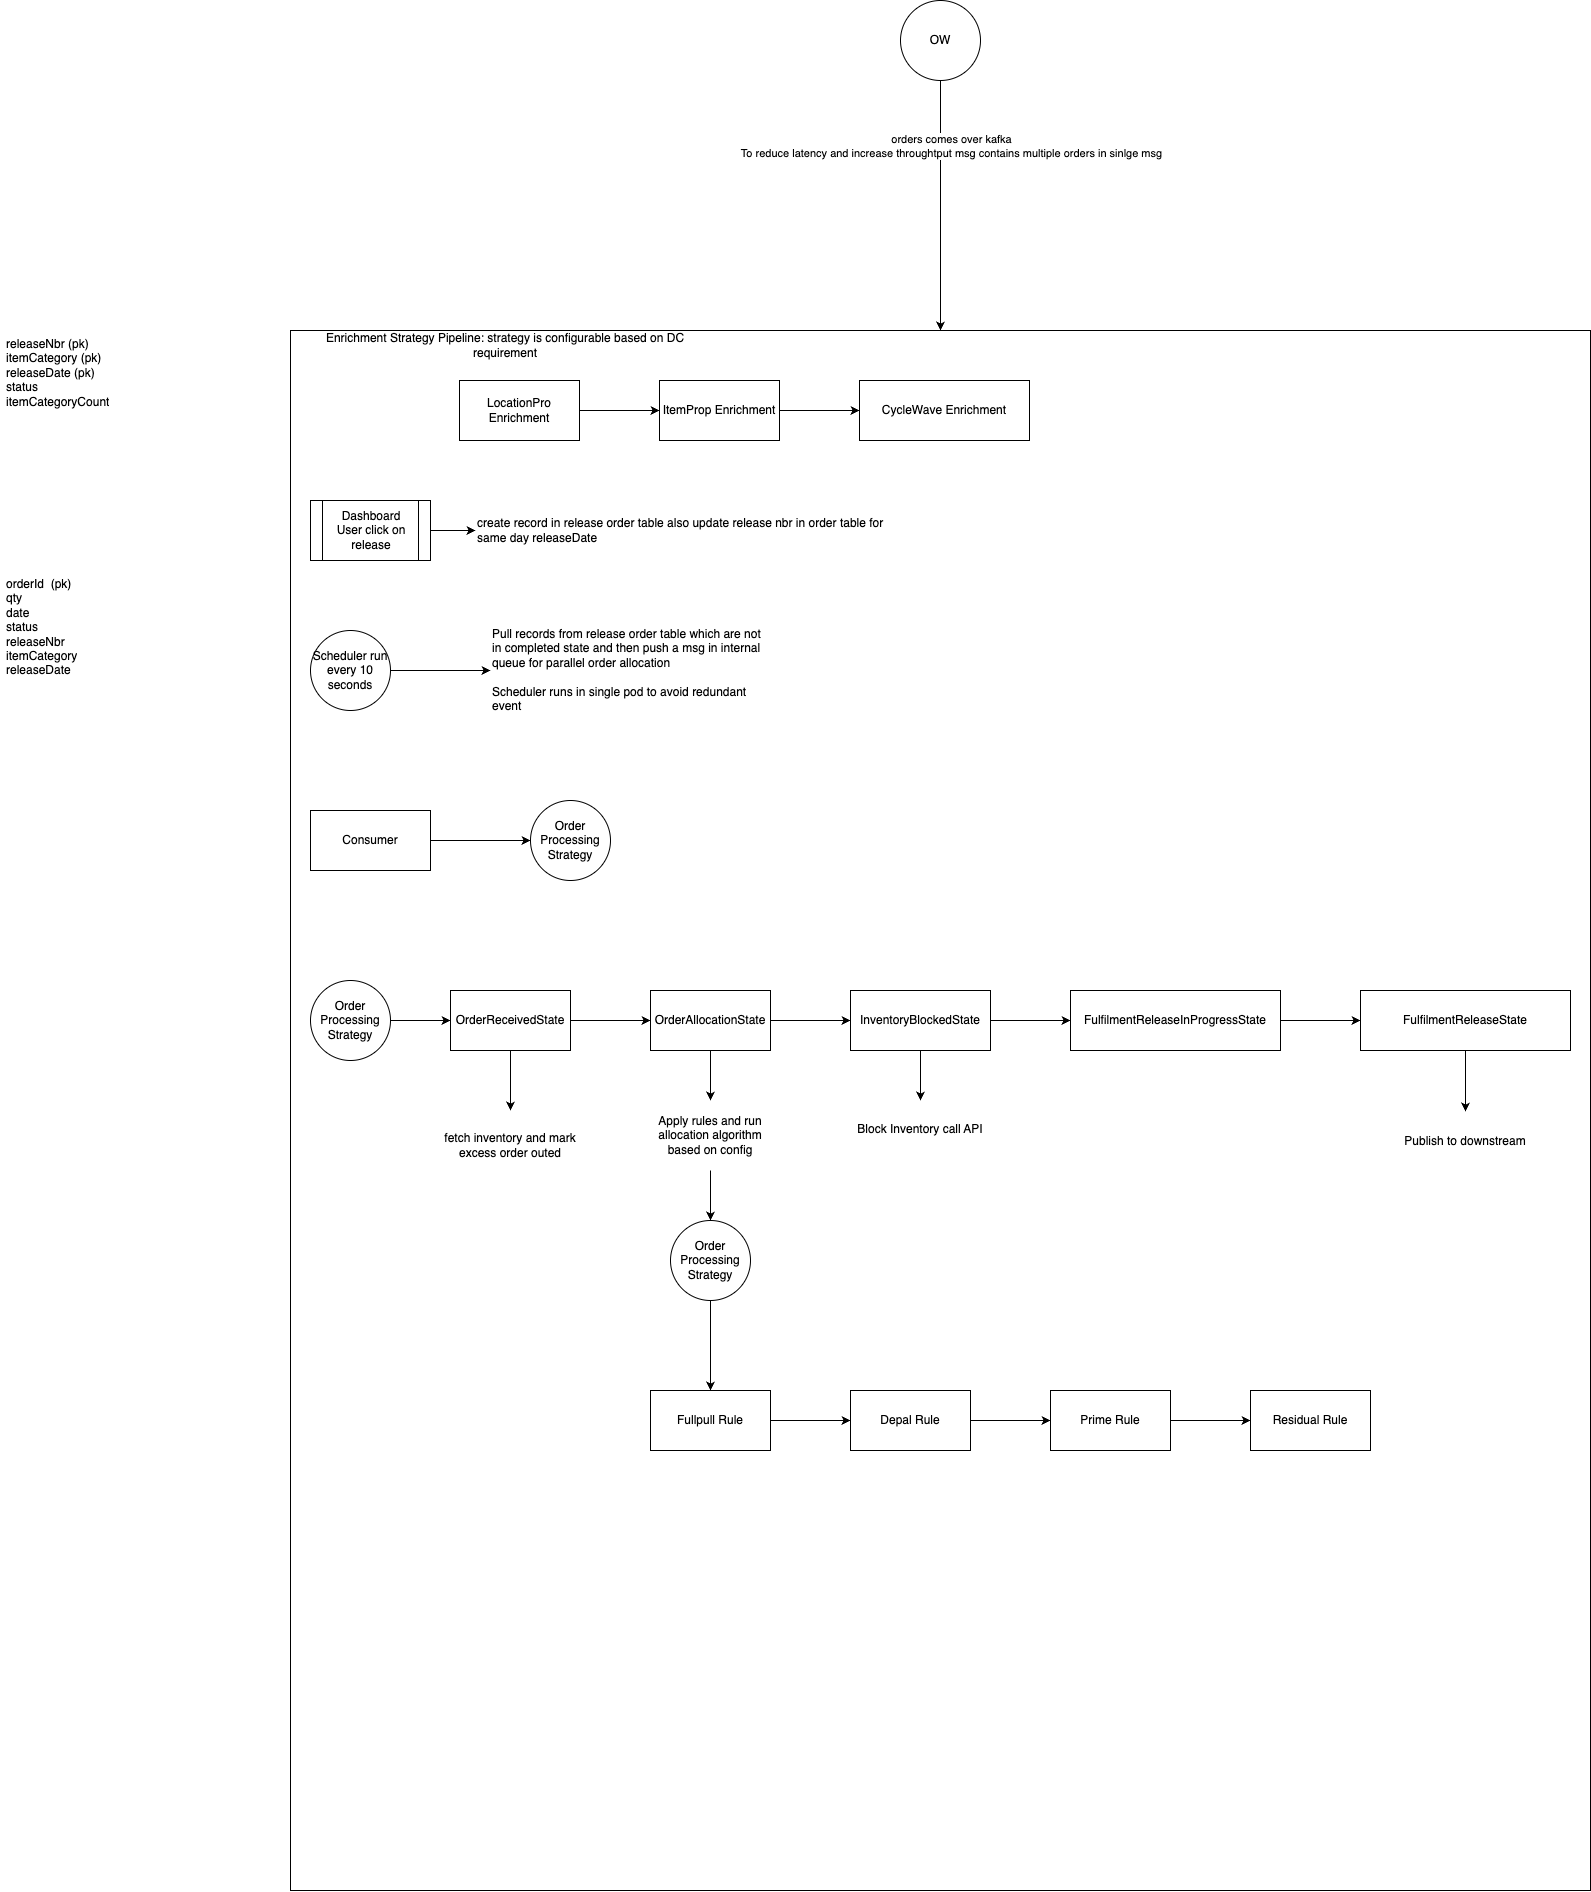 OW
orders comes over kafka
To reduce latency and increase throughtput msg contains multiple orders in sinlge msg
releaseNbr (pk)
itemCategory (pk)
releaseDate (pk)
status
itemCategoryCount
Enrichment Strategy Pipeline: strategy is configurable based on DC
requirement
LocationPro
Enrichment
ItemProp Enrichment
CycleWave Enrichment
Dashboard
User click on
release
create record in release order table also update release nbr in order table for
same day releaseDate
orderId  (pk)
qty
date
status
releaseNbr
itemCategory
releaseDate
Scheduler run
every 10
seconds
Pull records from release order table which are not
in completed state and then push a msg in internal
queue for parallel order allocation
Scheduler runs in single pod to avoid redundant
event
Consumer
Order
Processing
Strategy
Order
Processing
Strategy
OrderReceivedState
OrderAllocationState
InventoryBlockedState
FulfilmentReleaseInProgressState
FulfilmentReleaseState
fetch inventory and mark
excess order outed
Apply rules and run
allocation algorithm
based on config
Block Inventory call API
Publish to downstream
Order
Processing
Strategy
Fullpull Rule
Depal Rule
Prime Rule
Residual Rule